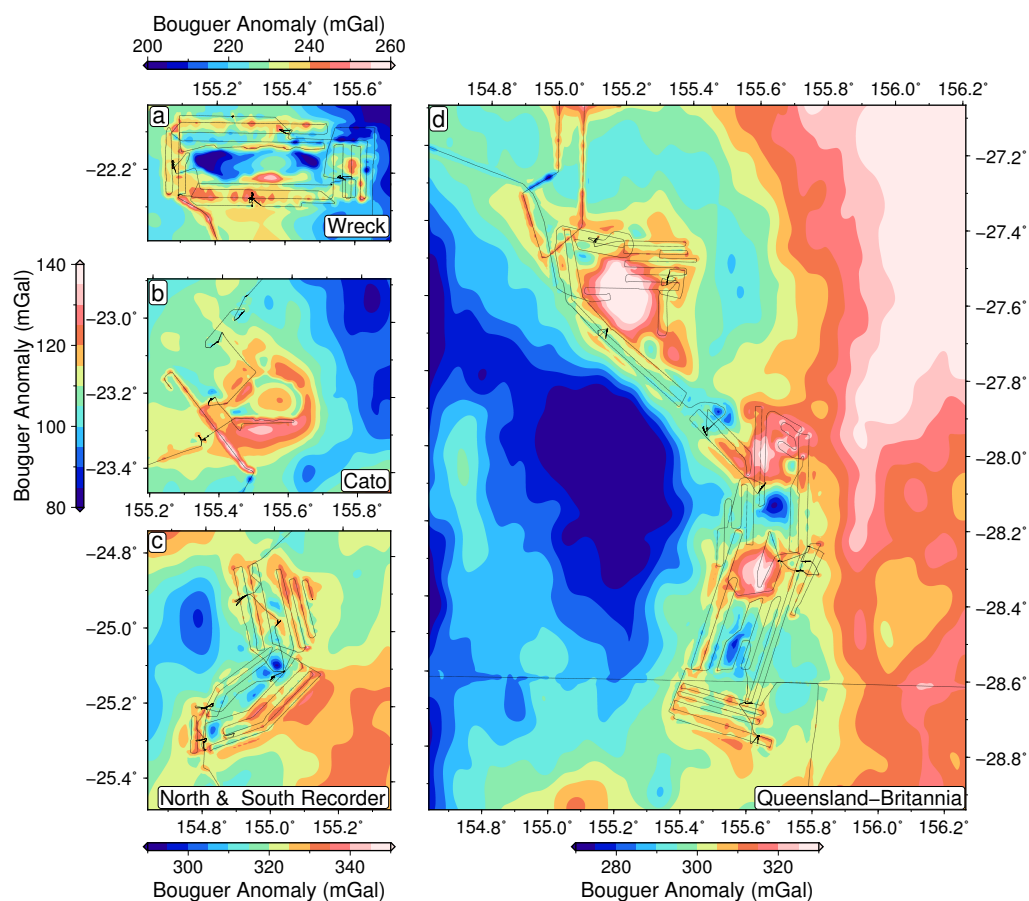 Bouguer Anomaly (mGal)
200 220 240 260
155.2˚ 155.6˚
a
−22.2˚
Wreck
154.8˚ 155.0˚ 155.2˚ 155.4˚ 155.6˚ 155.8˚ 156.0˚ 156.2˚
d
−27.2˚
−27.4˚
−27.6˚
−27.8˚
−28.0˚
−28.2˚
−28.4˚
−28.6˚
−28.8˚
Queensland−Britannia
154.8˚ 155.0˚ 155.2˚ 155.4˚ 155.6˚ 155.8˚ 156.0˚ 156.2˚
Bouguer Anomaly (mGal)
80 100 120 140
b
−23.0˚
−23.2˚
−23.4˚
Cato
155.2˚ 155.4˚ 155.6˚ 155.8˚
c
−24.8˚
−25.0˚
−25.2˚
−25.4˚
North & South Recorder
154.8˚ 155.0˚ 155.2˚
300 320 340
Bouguer Anomaly (mGal)
280 300 320
Bouguer Anomaly (mGal)